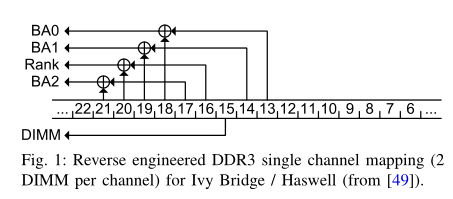 BA0
BA1
Rank
BA2
... 22 21 20 19 18 17 16 15 14 13 12 11 10 9 8 7 6 ...
DIMM
Fig. 1: Reverse engineered DDR3 single channel mapping (2
DIMM per channel) for Ivy Bridge / Haswell (from [49]).